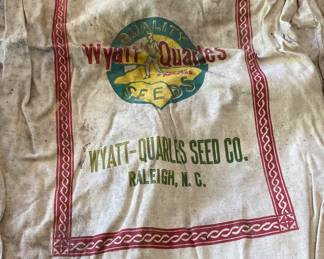 QUALITY
Wyatt Quarles
SEEDS
WYATT-QUARLES SEED CO.
RALEIGH, N. C.